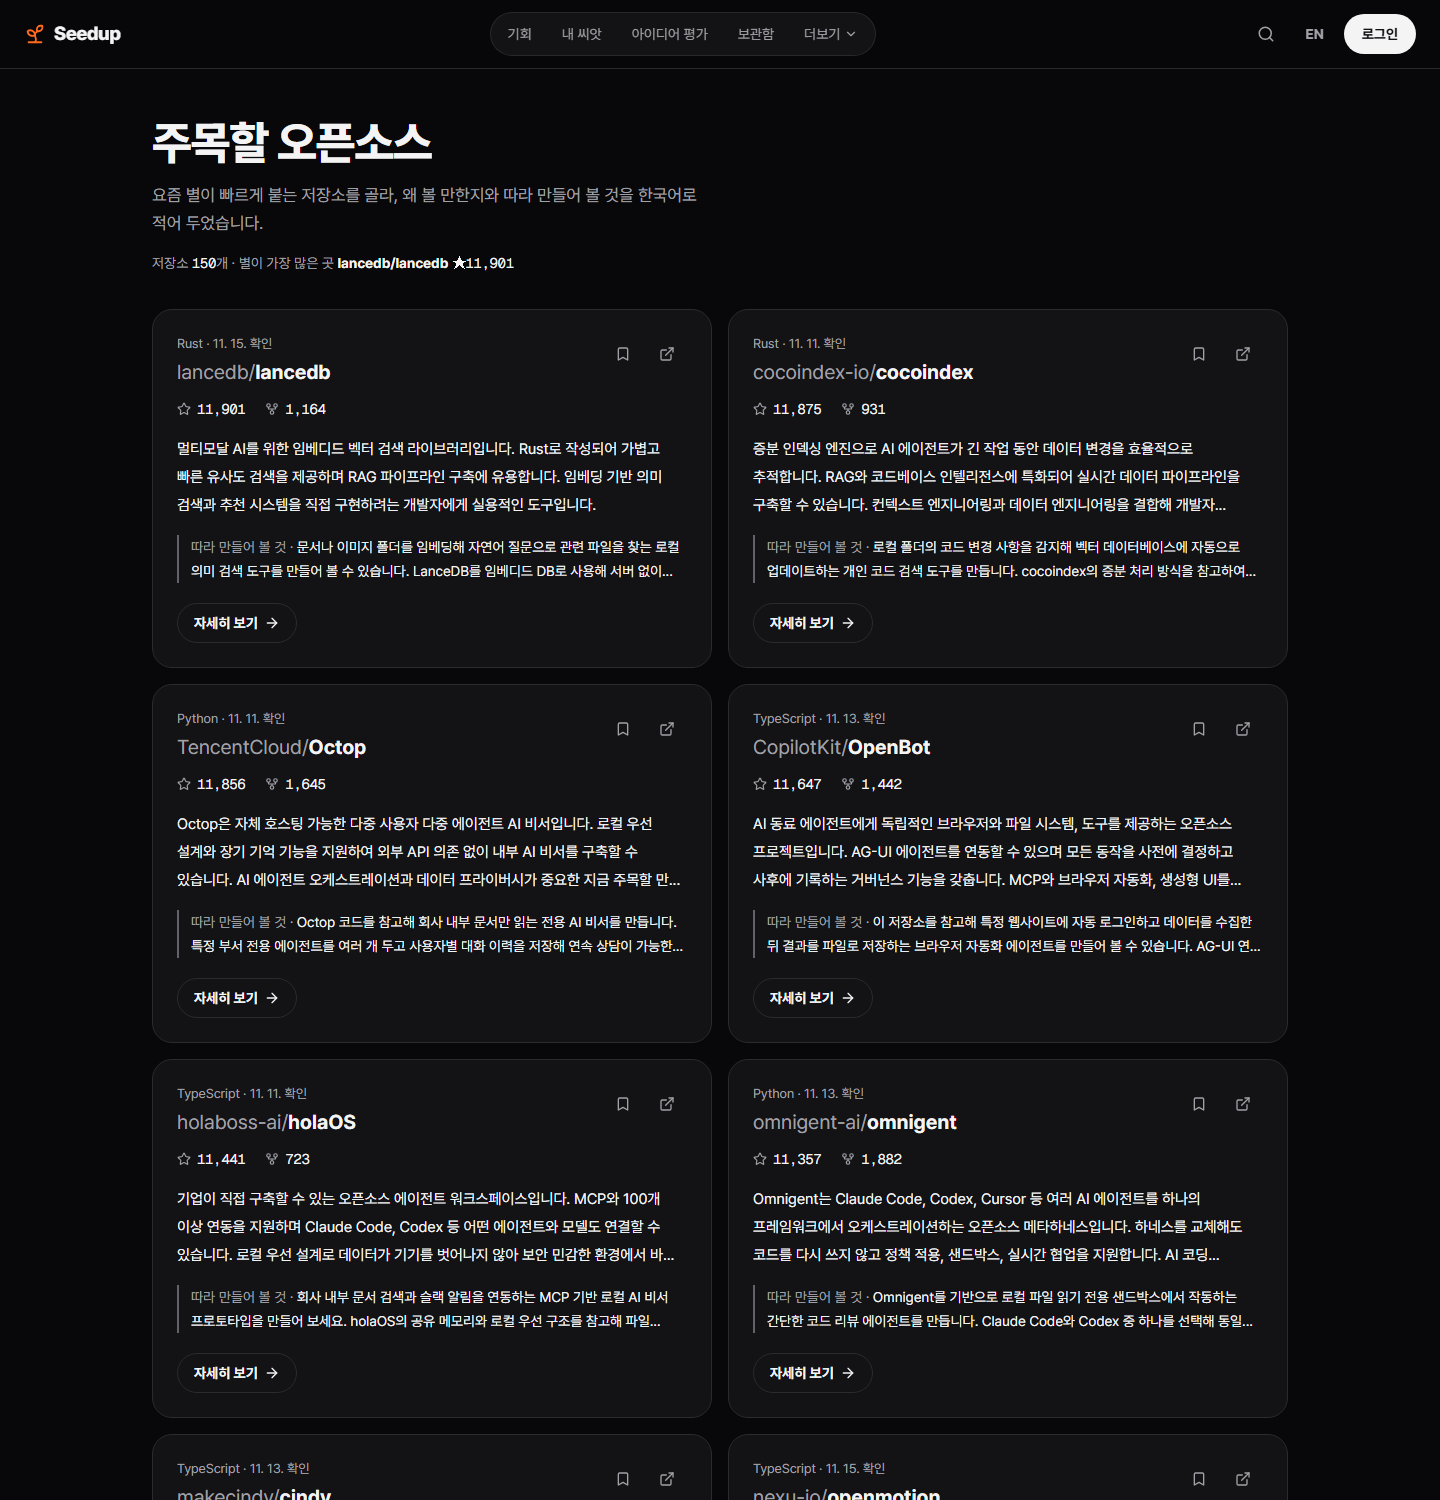 Seedup
기회
내 씨앗
아이디어 평가
보관함
더보기
EN
로그인
주목할 오픈소스
요즘 별이 빠르게 붙는 저장소를 골라, 왜 볼 만한지와 따라 만들어 볼 것을 한국어로
적어 두었습니다.
저장소 150개 · 별이 가장 많은 곳 lancedb/lancedb ★11,901
Rust · 11. 15. 확인
lancedb/lancedb
11,901 1,164
멀티모달 AI를 위한 임베디드 벡터 검색 라이브러리입니다. Rust로 작성되어 가볍고
빠른 유사도 검색을 제공하며 RAG 파이프라인 구축에 유용합니다. 임베딩 기반 의미
검색과 추천 시스템을 직접 구현하려는 개발자에게 실용적인 도구입니다.
따라 만들어 볼 것 · 문서나 이미지 폴더를 임베딩해 자연어 질문으로 관련 파일을 찾는 로컬
의미 검색 도구를 만들어 볼 수 있습니다. LanceDB를 임베디드 DB로 사용해 서버 없이...
자세히 보기
Rust · 11. 11. 확인
cocoindex-io/cocoindex
11,875 931
증분 인덱싱 엔진으로 AI 에이전트가 긴 작업 동안 데이터 변경을 효율적으로
추적합니다. RAG와 코드베이스 인텔리전스에 특화되어 실시간 데이터 파이프라인을
구축할 수 있습니다. 컨텍스트 엔지니어링과 데이터 엔지니어링을 결합해 개발자...
따라 만들어 볼 것 · 로컬 폴더의 코드 변경 사항을 감지해 벡터 데이터베이스에 자동으로
업데이트하는 개인 코드 검색 도구를 만듭니다. cocoindex의 증분 처리 방식을 참고하여...
자세히 보기
Python · 11. 11. 확인
TencentCloud/Octop
11,856 1,645
Octop은 자체 호스팅 가능한 다중 사용자 다중 에이전트 AI 비서입니다. 로컬 우선
설계와 장기 기억 기능을 지원하여 외부 API 의존 없이 내부 AI 비서를 구축할 수
있습니다. AI 에이전트 오케스트레이션과 데이터 프라이버시가 중요한 지금 주목할 만...
따라 만들어 볼 것 · Octop 코드를 참고해 회사 내부 문서만 읽는 전용 AI 비서를 만듭니다.
특정 부서 전용 에이전트를 여러 개 두고 사용자별 대화 이력을 저장해 연속 상담이 가능한...
자세히 보기
TypeScript · 11. 13. 확인
CopilotKit/OpenBot
11,647 1,442
AI 동료 에이전트에게 독립적인 브라우저와 파일 시스템, 도구를 제공하는 오픈소스
프로젝트입니다. AG-UI 에이전트를 연동할 수 있으며 모든 동작을 사전에 결정하고
사후에 기록하는 거버넌스 기능을 갖춥니다. MCP와 브라우저 자동화, 생성형 UI를...
따라 만들어 볼 것 · 이 저장소를 참고해 특정 웹사이트에 자동 로그인하고 데이터를 수집한
뒤 결과를 파일로 저장하는 브라우저 자동화 에이전트를 만들어 볼 수 있습니다. AG-UI 연...
자세히 보기
TypeScript · 11. 11. 확인
holaboss-ai/holaOS
11,441 723
기업이 직접 구축할 수 있는 오픈소스 에이전트 워크스페이스입니다. MCP와 100개
이상 연동을 지원하며 Claude Code, Codex 등 어떤 에이전트와 모델도 연결할 수
있습니다. 로컬 우선 설계로 데이터가 기기를 벗어나지 않아 보안 민감한 환경에서 바...
따라 만들어 볼 것 · 회사 내부 문서 검색과 슬랙 알림을 연동하는 MCP 기반 로컬 AI 비서
프로토타입을 만들어 보세요. holaOS의 공유 메모리와 로컬 우선 구조를 참고해 파일...
자세히 보기
Python · 11. 13. 확인
omnigent-ai/omnigent
11,357 1,882
Omnigent는 Claude Code, Codex, Cursor 등 여러 AI 에이전트를 하나의
프레임워크에서 오케스트레이션하는 오픈소스 메타하네스입니다. 하네스를 교체해도
코드를 다시 쓰지 않고 정책 적용, 샌드박스, 실시간 협업을 지원합니다. AI 코딩...
따라 만들어 볼 것 · Omnigent를 기반으로 로컬 파일 읽기 전용 샌드박스에서 작동하는
간단한 코드 리뷰 에이전트를 만듭니다. Claude Code와 Codex 중 하나를 선택해 동일...
자세히 보기
TypeScript · 11. 13. 확인
makecindy/cindy
TypeScript · 11. 15. 확인
nexu-io/openmotion